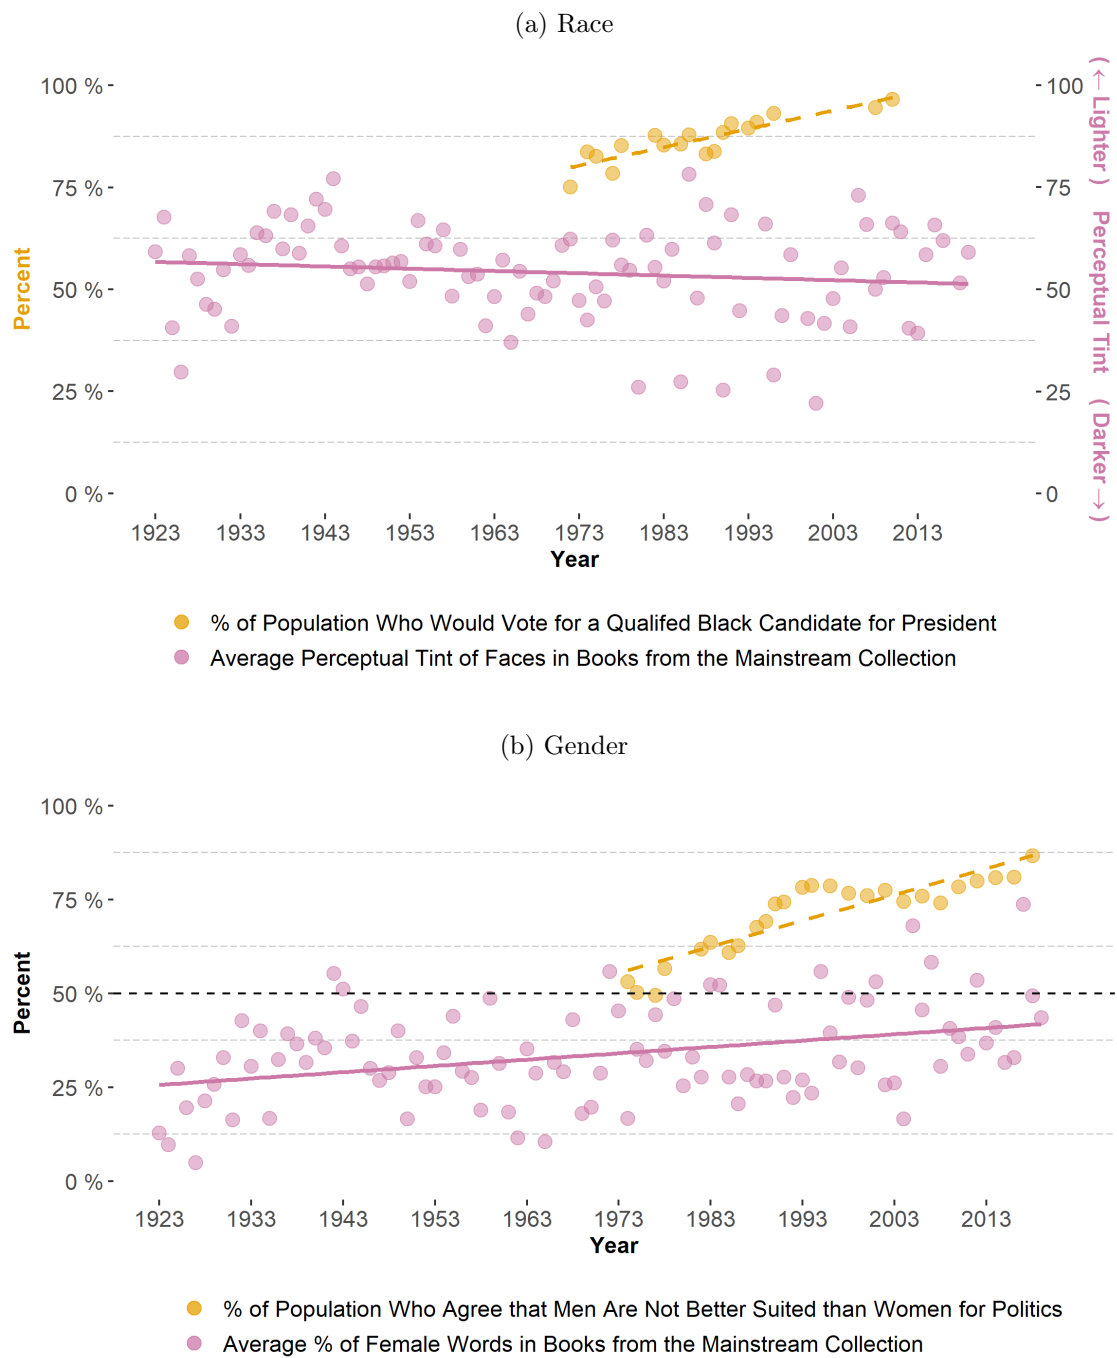 (a) Race
100 %
75 %
50 %
25 %
0 %
Percent
100
75
50
25
0
(← Lighter ) Perceptual Tint ( Darker →)
1923 1933 1943 1953 1963 1973 1983 1993 2003 2013
Year
% of Population Who Would Vote for a Qualifed Black Candidate for President
Average Perceptual Tint of Faces in Books from the Mainstream Collection
(b) Gender
100 %
75 %
50 %
25 %
0 %
Percent
1923 1933 1943 1953 1963 1973 1983 1993 2003 2013
Year
% of Population Who Agree that Men Are Not Better Suited than Women for Politics
Average % of Female Words in Books from the Mainstream Collection